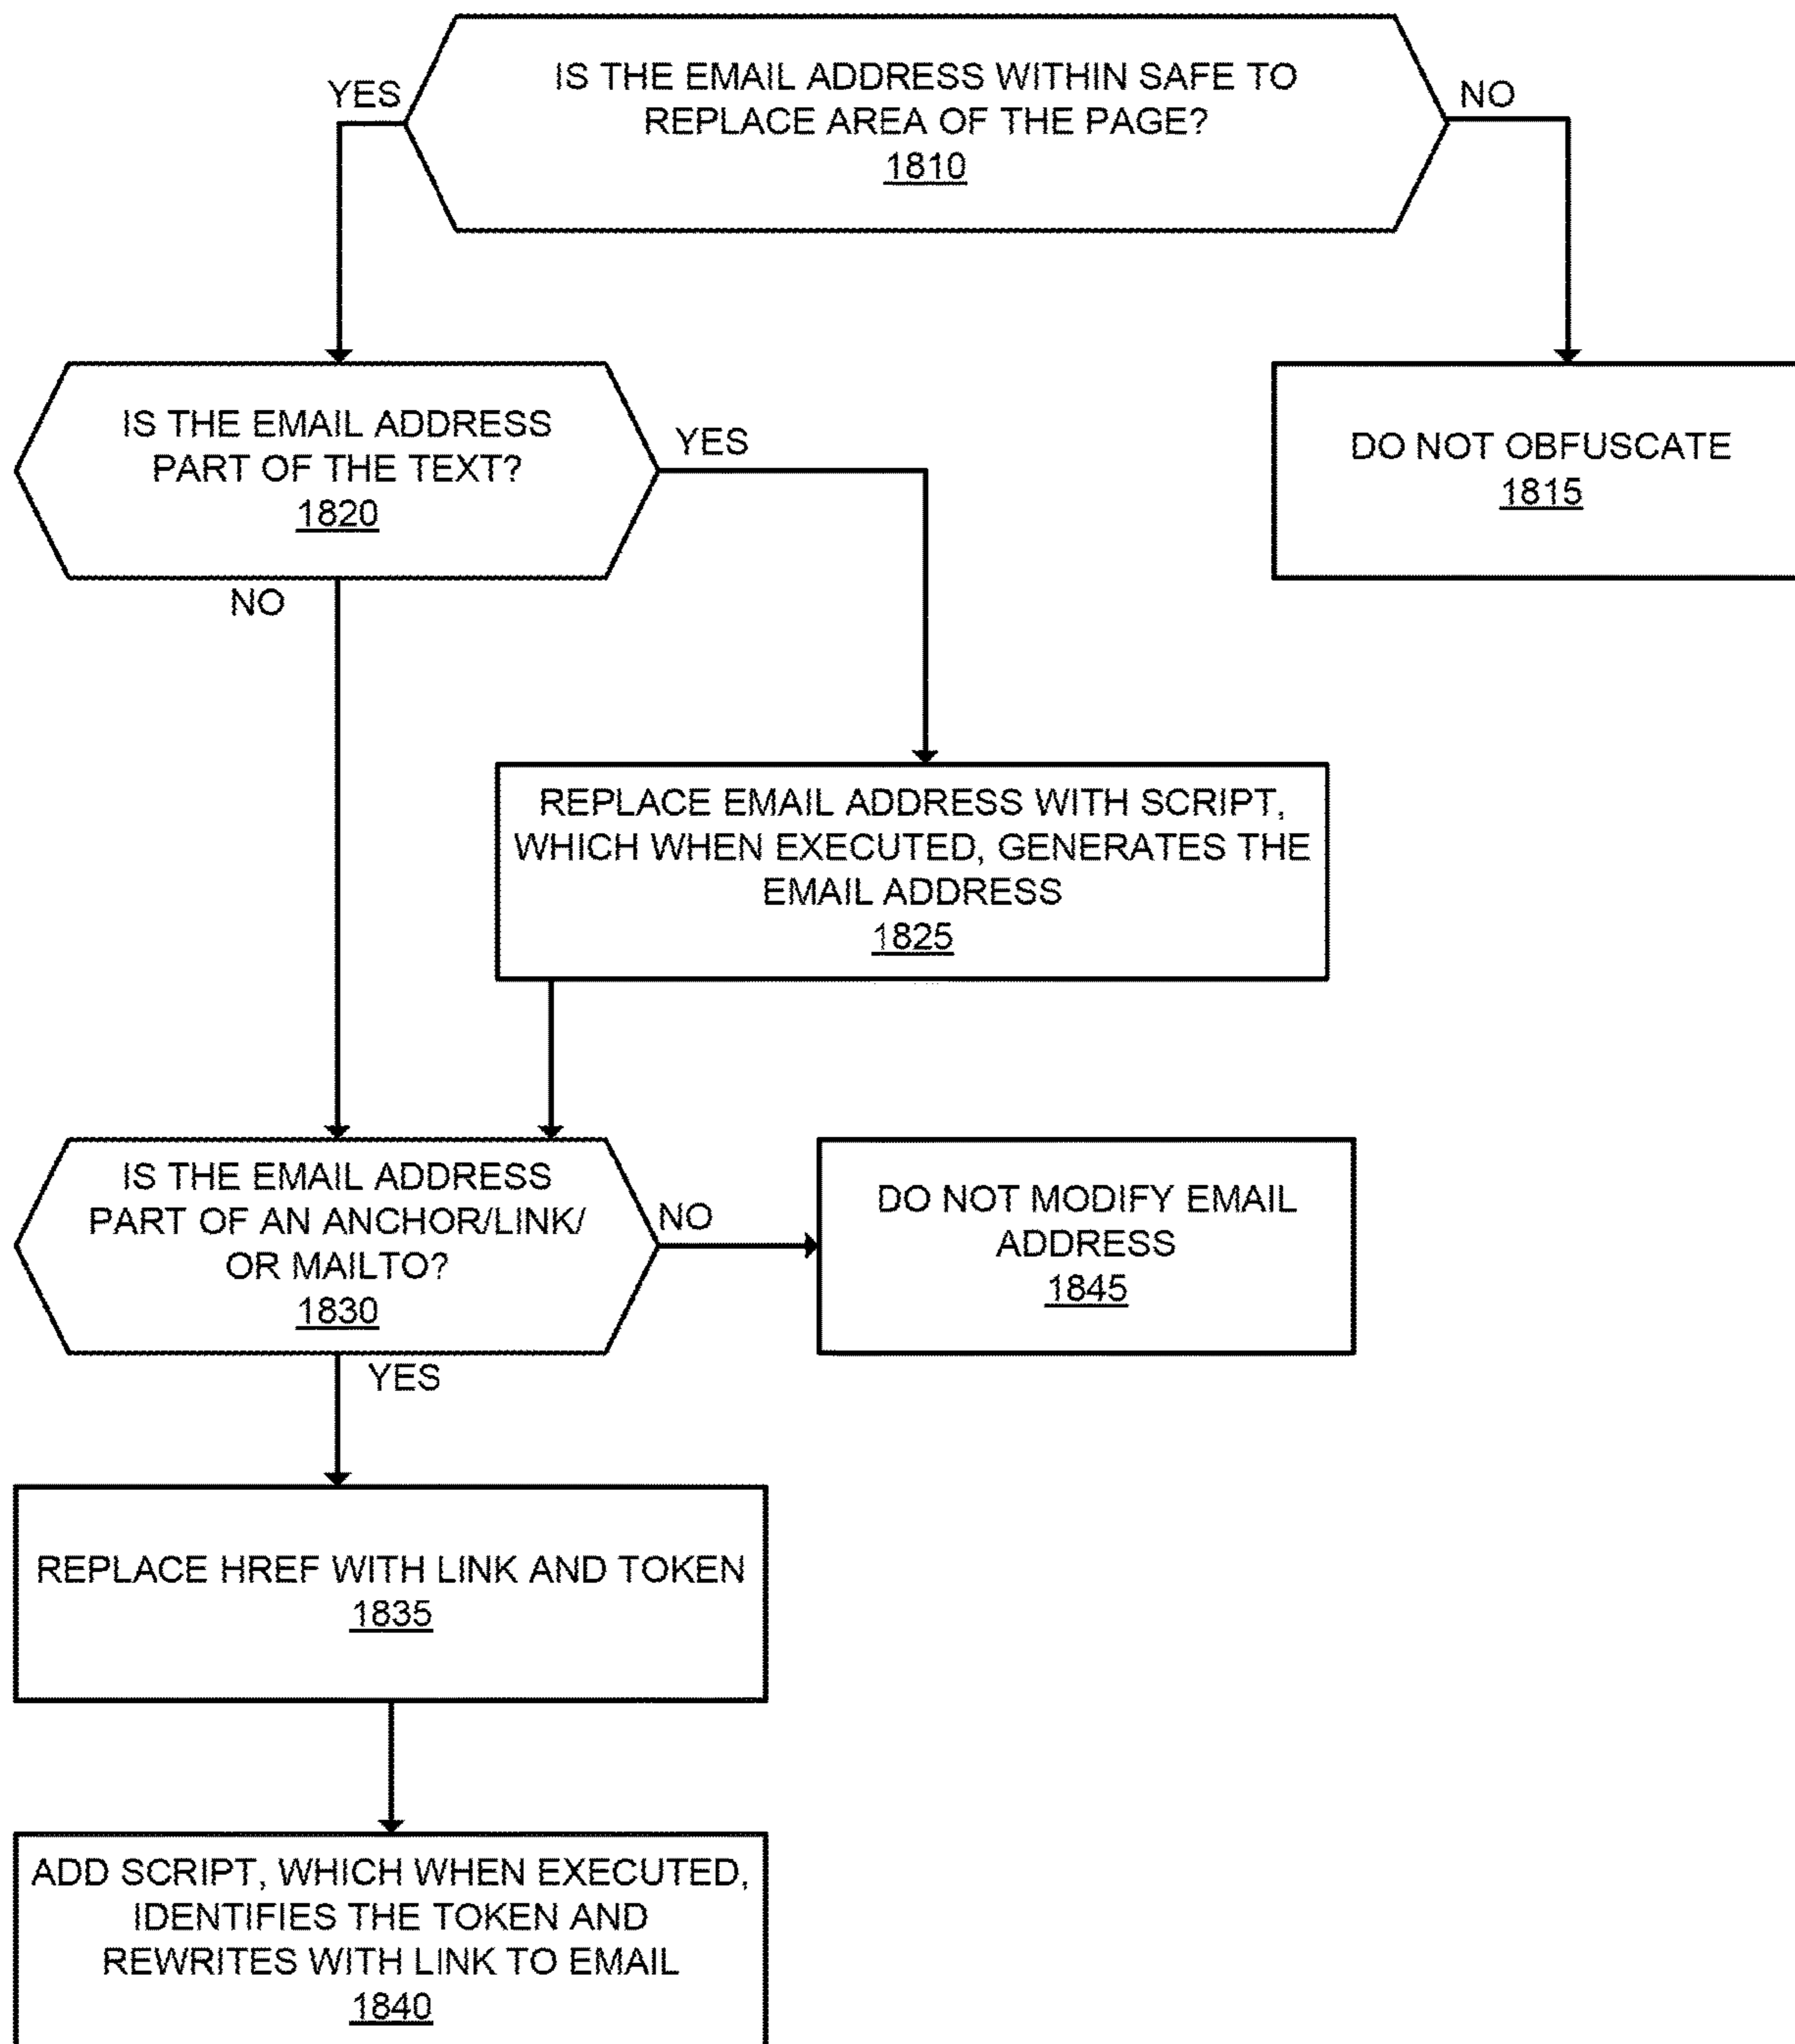 IS THE EMAIL ADDRESS WITHIN SAFE TO
REPLACE AREA OF THE PAGE?
1810
YES
NO
IS THE EMAIL ADDRESS
PART OF THE TEXT?
1820
YES
NO
DO NOT OBFUSCATE
1815
REPLACE EMAIL ADDRESS WITH SCRIPT,
WHICH WHEN EXECUTED, GENERATES THE
EMAIL ADDRESS
1825
IS THE EMAIL ADDRESS
PART OF AN ANCHOR/LINK/
OR MAILTO?
1830
NO
YES
DO NOT MODIFY EMAIL
ADDRESS
1845
REPLACE HREF WITH LINK AND TOKEN
1835
ADD SCRIPT, WHICH WHEN EXECUTED,
IDENTIFIES THE TOKEN AND
REWRITES WITH LINK TO EMAIL
1840